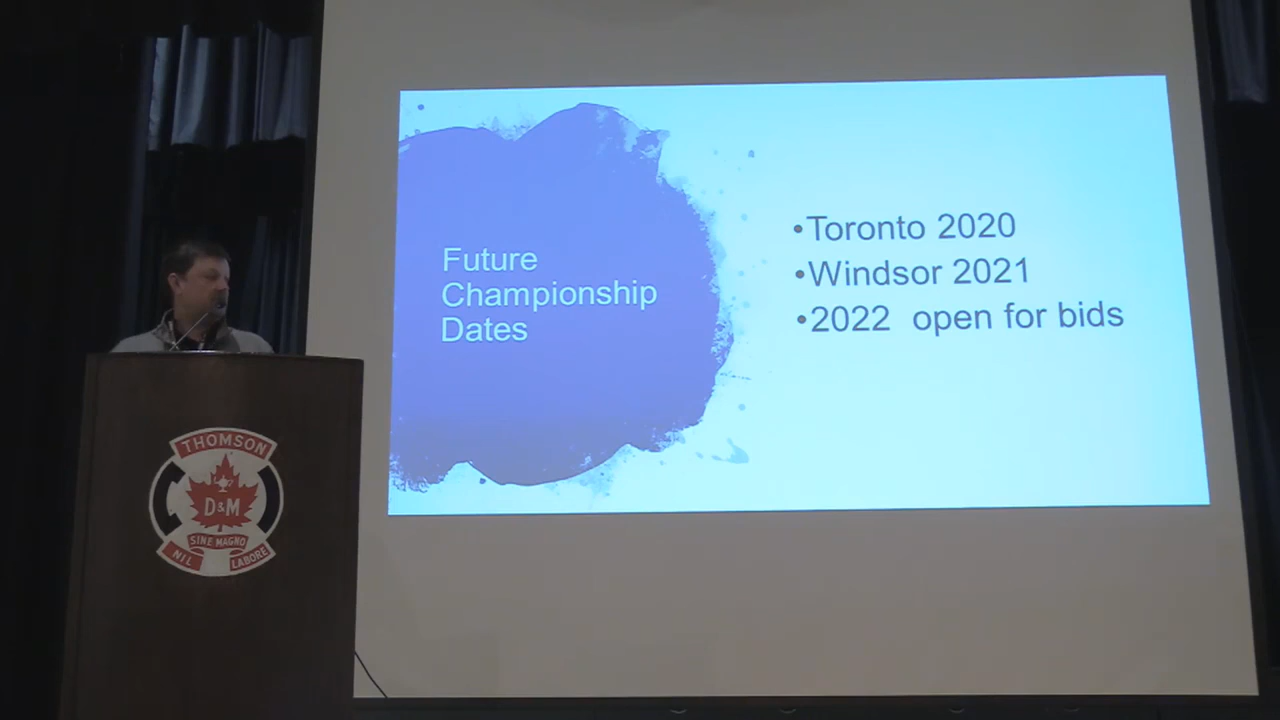 Future
Championship
Dates
•Toronto 2020
•Windsor 2021
•2022 open for bids
THOMSON
D&M
SINE MAGNO
NIL LABORE